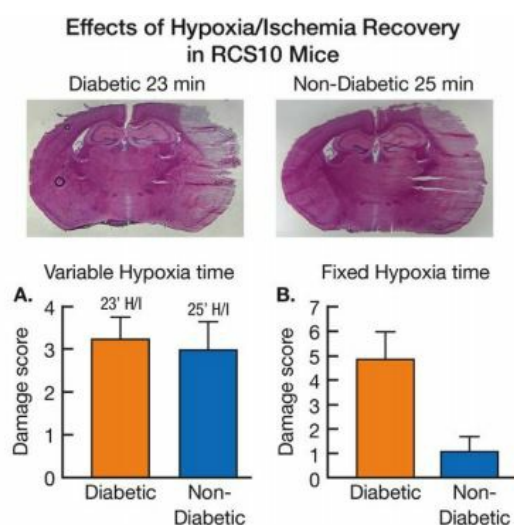 Effects of Hypoxia/Ischemia Recovery
in RCS10 Mice
Diabetic 23 min
Non-Diabetic 25 min
Variable Hypoxia time
A.
Damage score
4
3
2
1
0
23' H/I
25' H/I
Diabetic
Non-
Diabetic
Fixed Hypoxia time
B.
Damage score
7
6
5
4
3
2
1
0
Diabetic
Non-
Diabetic